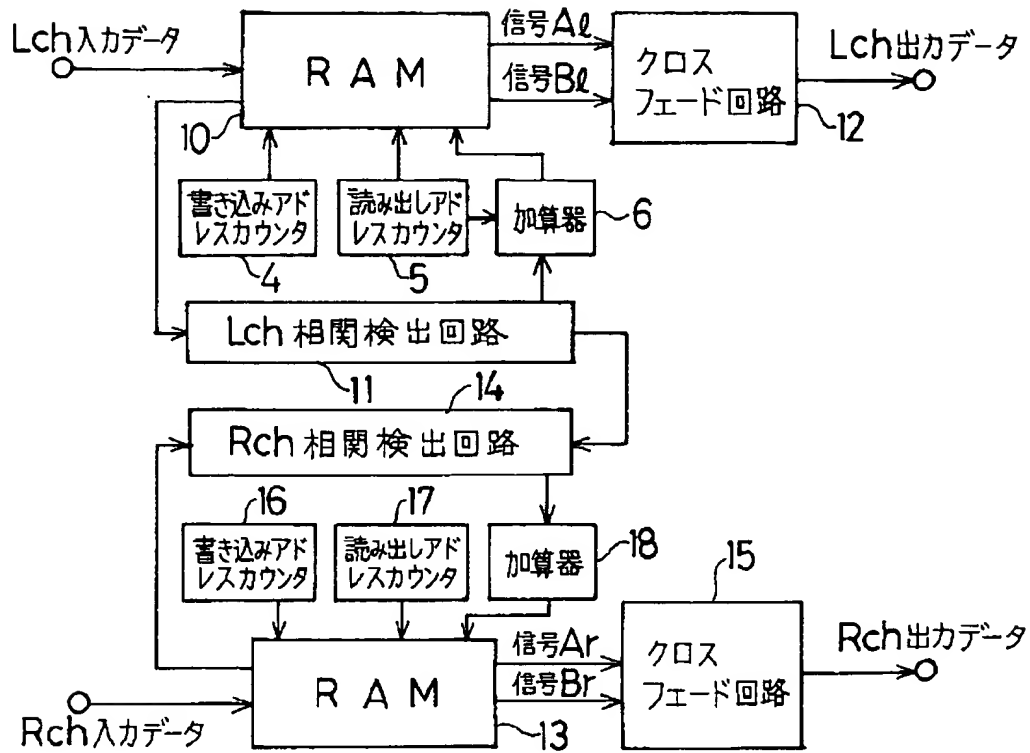 Lch入力データ
RAM
信号Al
信号Bl
クロス
フェード回路
Lch出力データ
10
12
書き込みアド
レスカウンタ
読み出しアド
レスカウンタ
加算器
6
4
5
Lch相関検出回路
11
14
Rch相関検出回路
16
17
書き込みアド
レスカウンタ
読み出しアド
レスカウンタ
加算器
18
15
RAM
信号Ar
信号Br
クロス
フェード回路
Rch出力データ
Rch入力データ
13